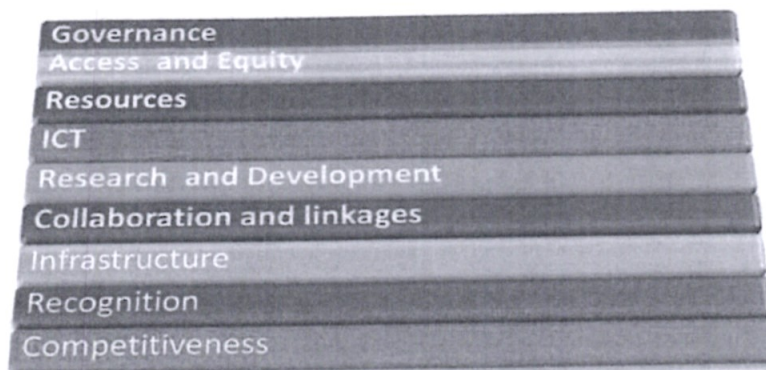 Governance
Access and Equity
Resources
ICT
Research and Development
Collaboration and linkages
Infrastructure
Recognition
Competitiveness